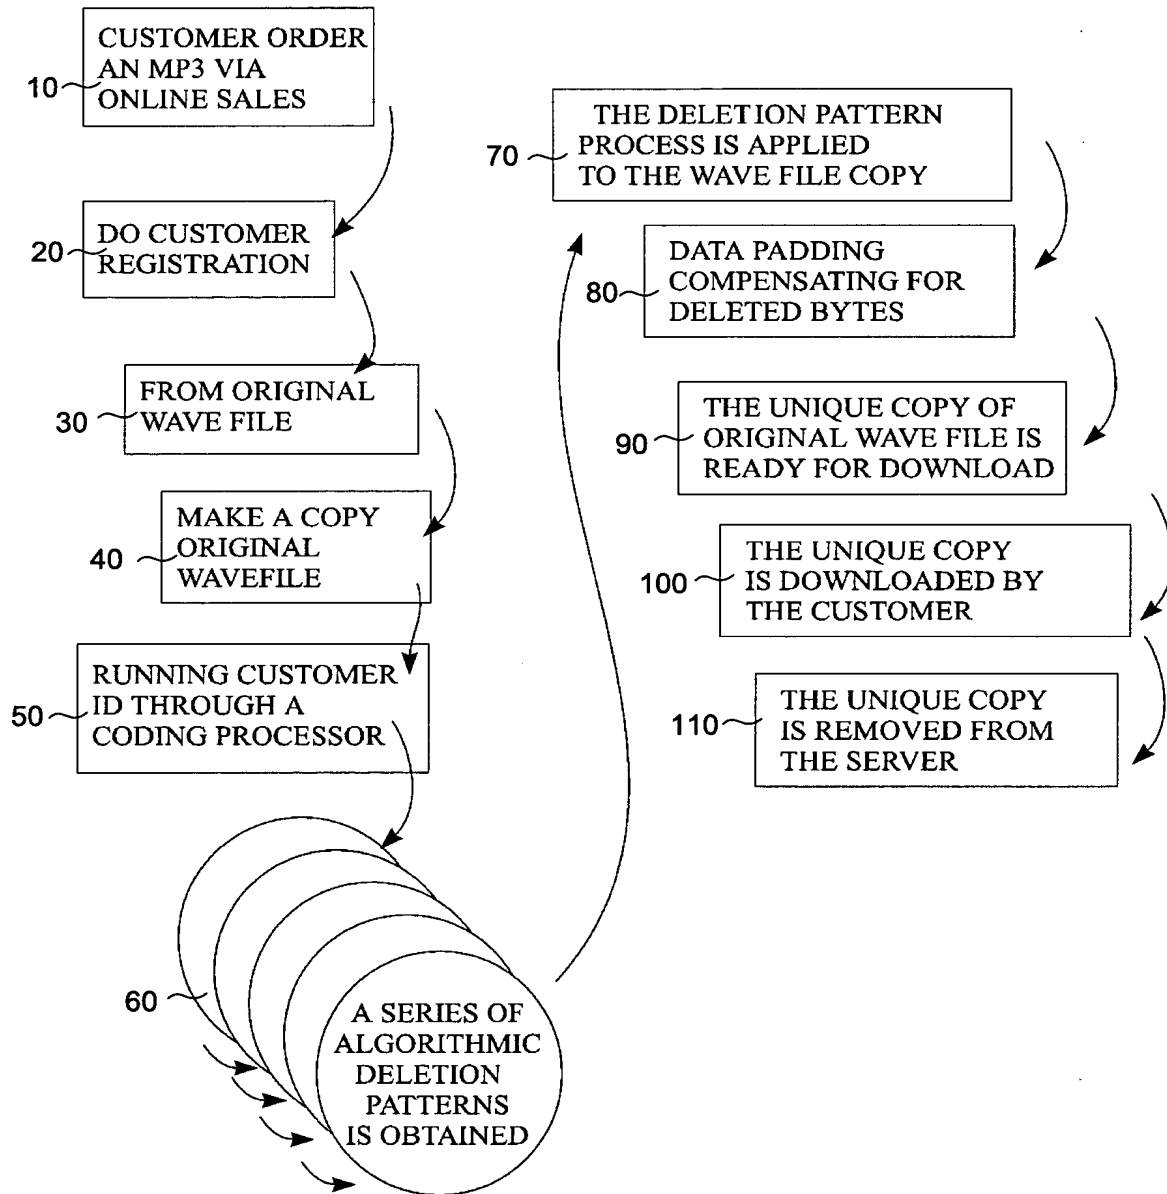 CUSTOMER ORDER
AN MP3 VIA
ONLINE SALES
10
DO CUSTOMER
REGISTRATION
20
FROM ORIGINAL
WAVE FILE
30
MAKE A COPY
ORIGINAL
WAVEFILE
40
RUNNING CUSTOMER
ID THROUGH A
CODING PROCESSOR
50
60
A SERIES OF
ALGORITHMIC
DELETION
PATTERNS
IS OBTAINED
THE DELETION PATTERN
PROCESS IS APPLIED
TO THE WAVE FILE COPY
70
DATA PADDING
COMPENSATING FOR
DELETED BYTES
80
THE UNIQUE COPY OF
ORIGINAL WAVE FILE IS
READY FOR DOWNLOAD
90
THE UNIQUE COPY
IS DOWNLOADED BY
THE CUSTOMER
100
THE UNIQUE COPY
IS REMOVED FROM
THE SERVER
110